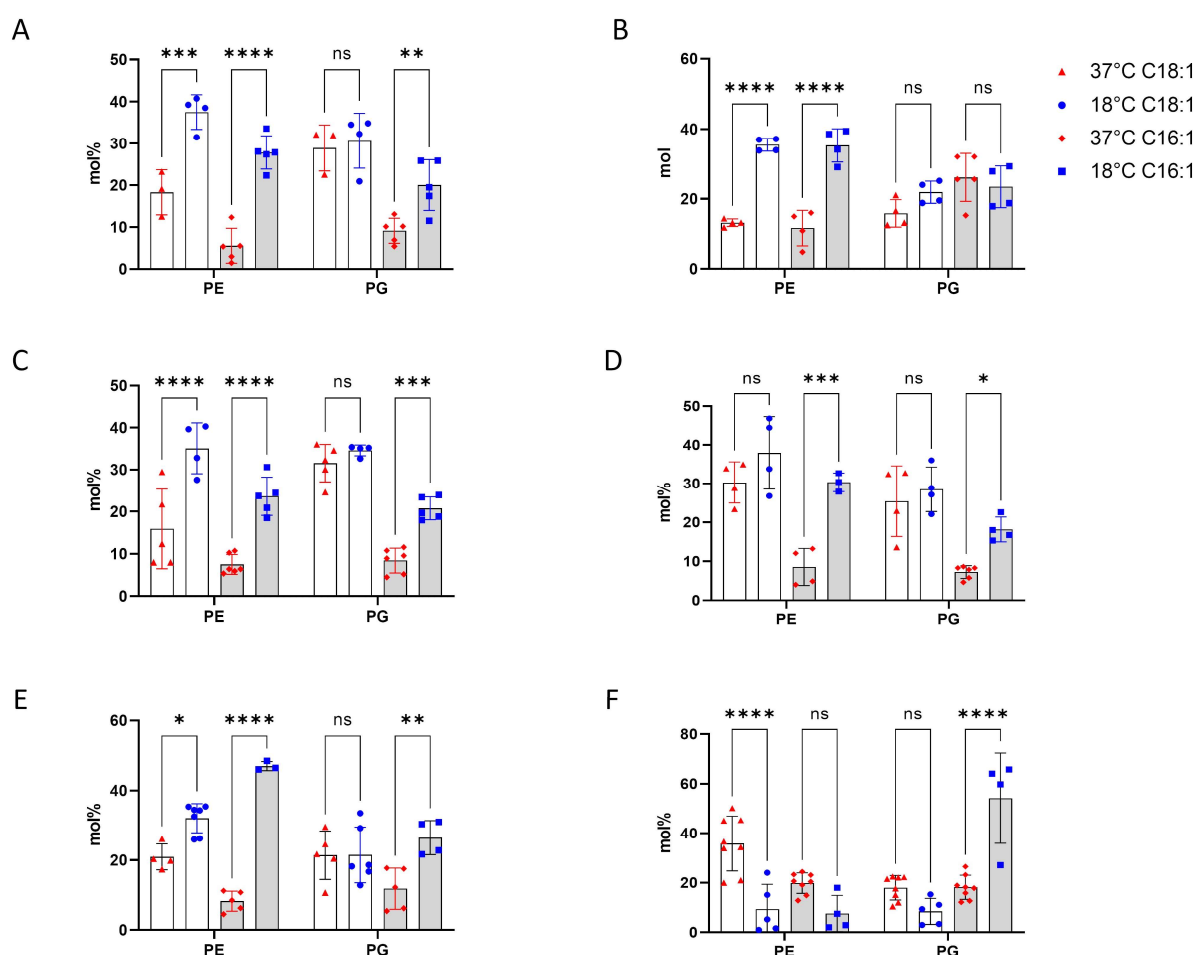 A
*** **** ns **
50
40
30
20
10
0
mol%
PE PG
B
**** **** ns ns
60
40
20
0
mol
PE PG
37°C C18:1
18°C C18:1
37°C C16:1
18°C C16:1
C
**** **** ns ***
50
40
30
20
10
0
mol%
PE PG
D
ns *** ns *
50
40
30
20
10
0
mol%
PE PG
E
* **** ns **
60
40
20
0
mol%
PE PG
F
**** ns ns ****
80
60
40
20
0
mol%
PE PG